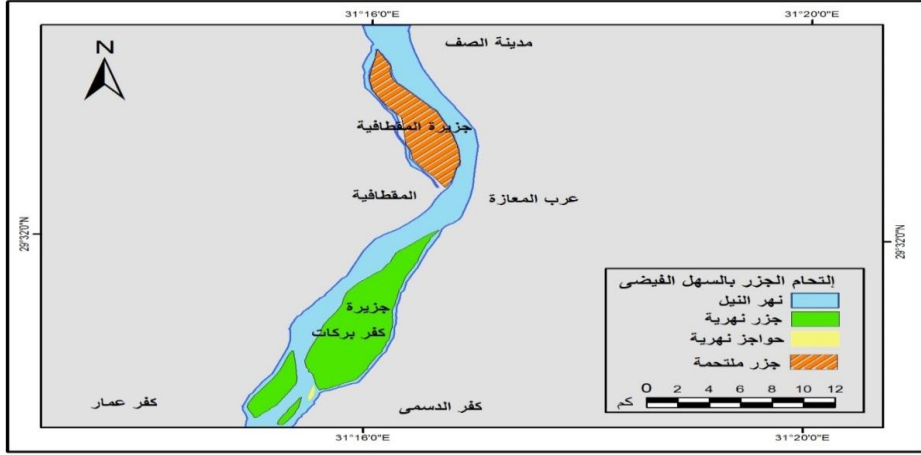 31°16'0"E 31°20'0"E
مدينة الصف
N
جزيرة المقطافية
المقطافية
عرب المعازة
29°32'0"N 29°32'0"N
إلتحام الجزر بالسهل الفيضى
نهر النيل
جزر نهرية
حواجز نهرية
جزر ملتحمة
0 2 4 6 8 10 12
كم
جزيرة
كفر بركات
كفر عمار
كفر الدسمى
31°16'0"E 31°20'0"E